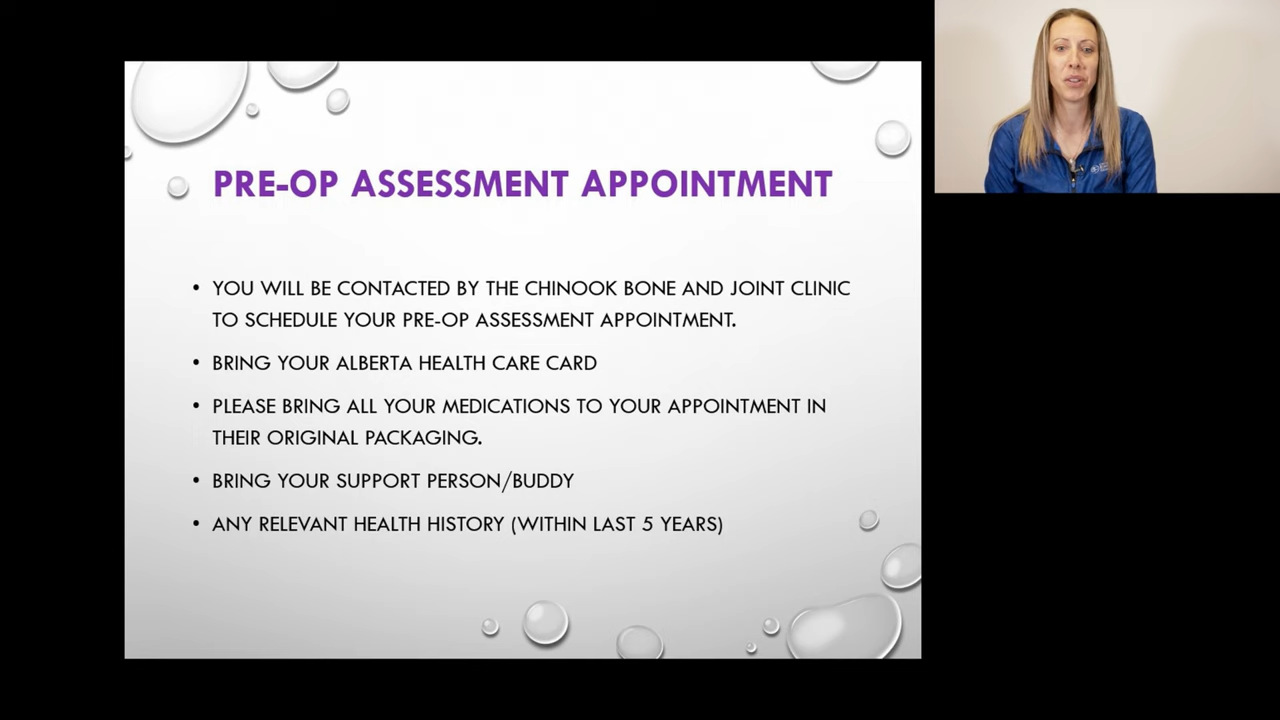 PRE-OP ASSESSMENT APPOINTMENT
• YOU WILL BE CONTACTED BY THE CHINOOK BONE AND JOINT CLINIC
TO SCHEDULE YOUR PRE-OP ASSESSMENT APPOINTMENT.
• BRING YOUR ALBERTA HEALTH CARE CARD
• PLEASE BRING ALL YOUR MEDICATIONS TO YOUR APPOINTMENT IN
THEIR ORIGINAL PACKAGING.
• BRING YOUR SUPPORT PERSON/BUDDY
• ANY RELEVANT HEALTH HISTORY (WITHIN LAST 5 YEARS)